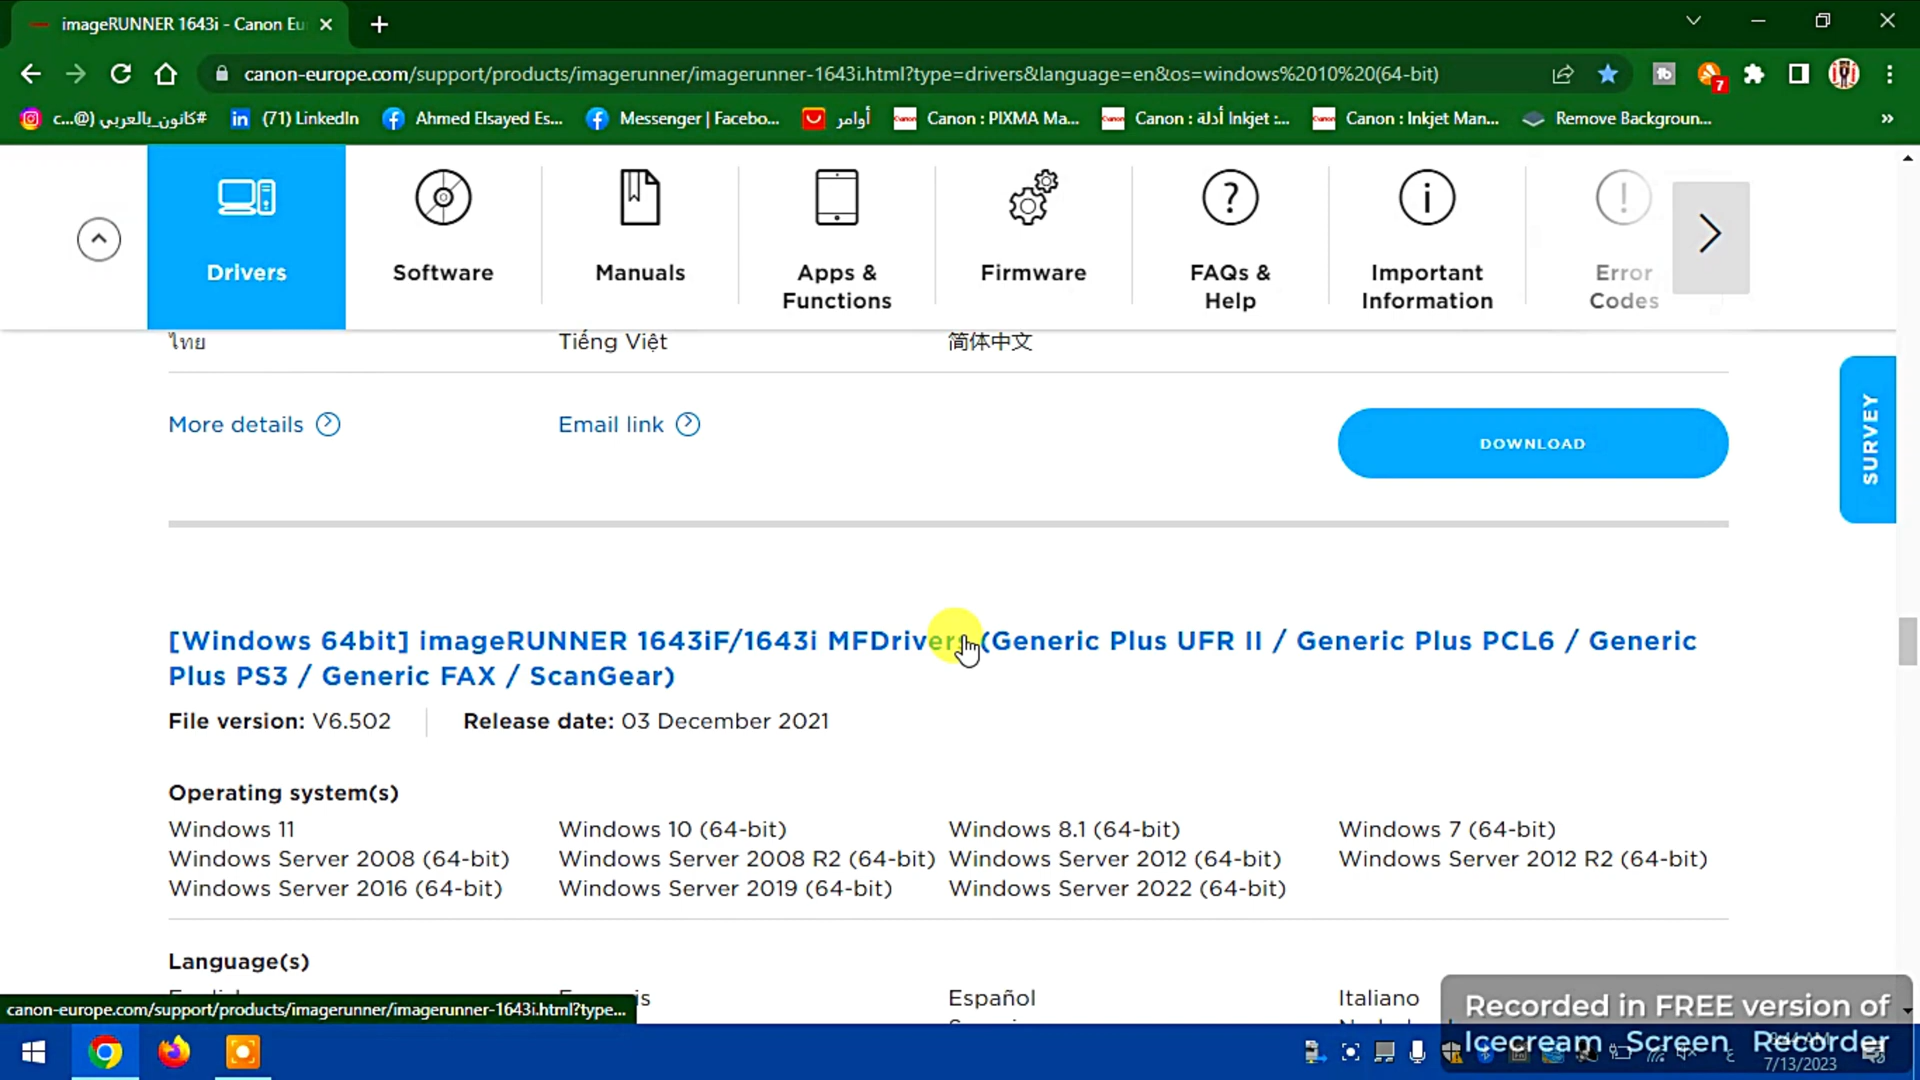 imageRUNNER 1643i - Canon Eu
canon-europe.com/support/products/imagerunner/imagerunner-1643i.html?type=drivers&language=en&os=windows%2010%20(64-bit)
7
#كانون_بالعربي (@...c
(71) LinkedIn
Ahmed Elsayed Es...
Messenger | Facebo...
أوامر
Canon : PIXMA Ma...
Canon : أدلة Inkjet :...
Canon : Inkjet Man...
Remove Backgroun...
Drivers
Software
Manuals
Apps &
Functions
Firmware
FAQs &
Help
Important
Information
Error
Codes
ไทย
Tiếng Việt
简体中文
More details
Email link
DOWNLOAD
SURVEY
[Windows 64bit] imageRUNNER 1643iF/1643i MFDrivers (Generic Plus UFR II / Generic Plus PCL6 / Generic
Plus PS3 / Generic FAX / ScanGear)
File version: V6.502
Release date: 03 December 2021
Operating system(s)
Windows 11
Windows 10 (64-bit)
Windows 8.1 (64-bit)
Windows 7 (64-bit)
Windows Server 2008 (64-bit)
Windows Server 2008 R2 (64-bit)
Windows Server 2012 (64-bit)
Windows Server 2012 R2 (64-bit)
Windows Server 2016 (64-bit)
Windows Server 2019 (64-bit)
Windows Server 2022 (64-bit)
Language(s)
Español
Italiano
canon-europe.com/support/products/imagerunner/imagerunner-1643i.html?type...
Recorded in FREE version of
Icecream Screen Recorder
7/13/2023